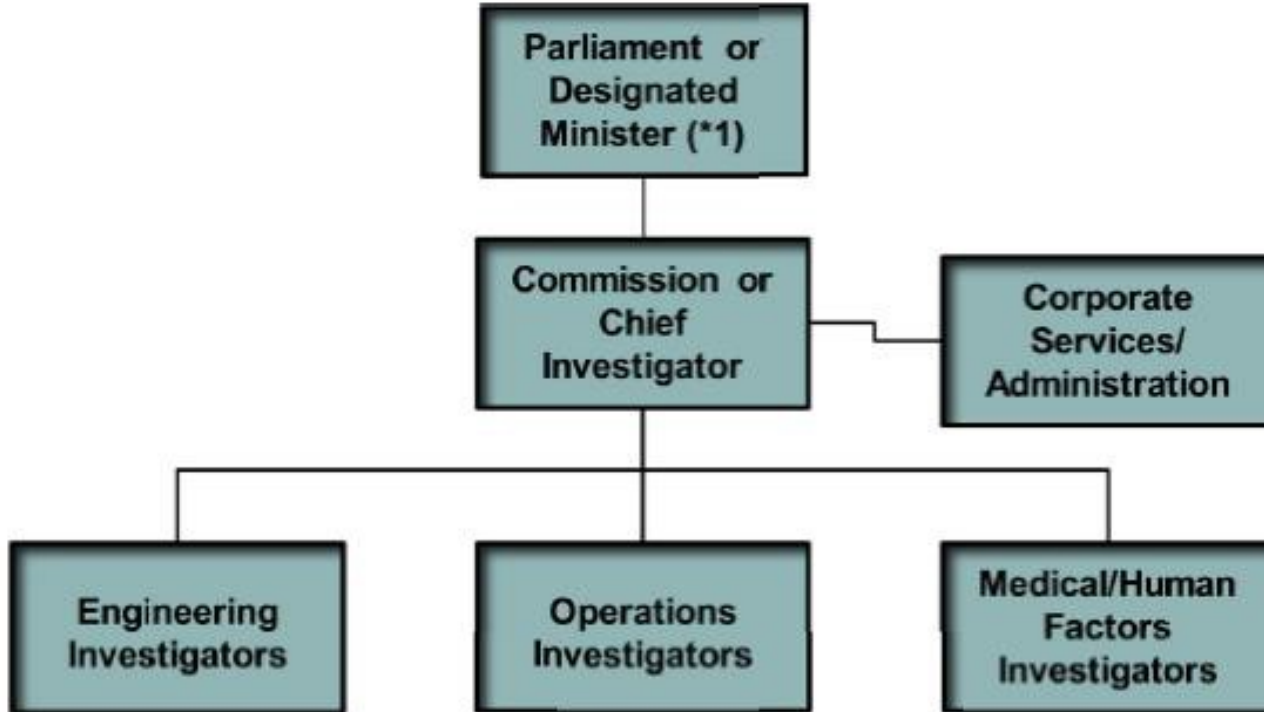 Parliament or
Designated
Minister (*1)
Commission or
Chief
Investigator
Corporate
Services/
Administration
Engineering
Investigators
Operations
Investigators
Medical/Human
Factors
Investigators